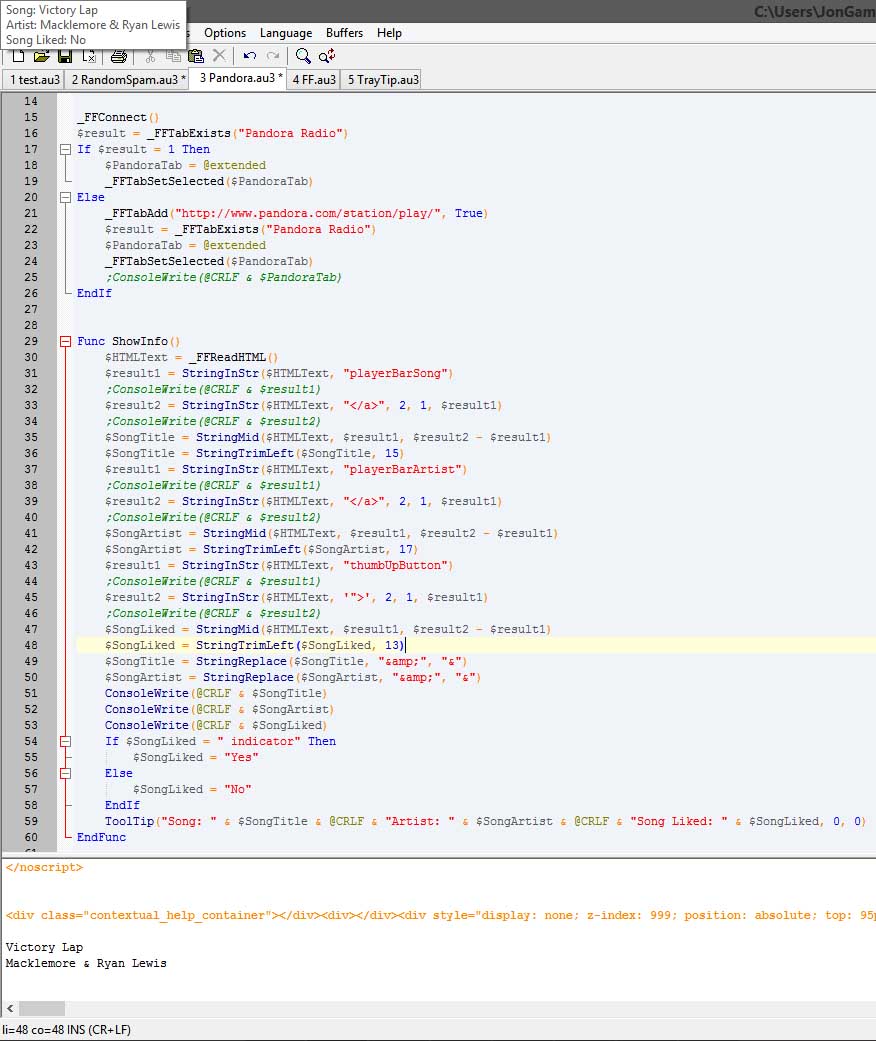 Song: Victory Lap
Artist: Macklemore & Ryan Lewis
Song Liked: No
C:\Users\JonGam
Options Language Buffers Help
1 test.au3 2 RandomSpam.au3 * 3 Pandora.au3 * 4 FF.au3 5 TrayTip.au3
14
15 _FFConnect()
16 $result = _FFTabExists("Pandora Radio")
17 If $result = 1 Then
18 $PandoraTab = @extended
19 _FFTabSetSelected($PandoraTab)
20 Else
21 _FFTabAdd("http://www.pandora.com/station/play/", True)
22 $result = _FFTabExists("Pandora Radio")
23 $PandoraTab = @extended
24 _FFTabSetSelected($PandoraTab)
25 ;ConsoleWrite(@CRLF & $PandoraTab)
26 EndIf
27
28
29 Func ShowInfo()
30 $HTMLText = _FFReadHTML()
31 $result1 = StringInStr($HTMLText, "playerBarSong")
32 ;ConsoleWrite(@CRLF & $result1)
33 $result2 = StringInStr($HTMLText, "</a>", 2, 1, $result1)
34 ;ConsoleWrite(@CRLF & $result2)
35 $SongTitle = StringMid($HTMLText, $result1, $result2 - $result1)
36 $SongTitle = StringTrimLeft($SongTitle, 15)
37 $result1 = StringInStr($HTMLText, "playerBarArtist")
38 ;ConsoleWrite(@CRLF & $result1)
39 $result2 = StringInStr($HTMLText, "</a>", 2, 1, $result1)
40 ;ConsoleWrite(@CRLF & $result2)
41 $SongArtist = StringMid($HTMLText, $result1, $result2 - $result1)
42 $SongArtist = StringTrimLeft($SongArtist, 17)
43 $result1 = StringInStr($HTMLText, "thumbUpButton")
44 ;ConsoleWrite(@CRLF & $result1)
45 $result2 = StringInStr($HTMLText, '">', 2, 1, $result1)
46 ;ConsoleWrite(@CRLF & $result2)
47 $SongLiked = StringMid($HTMLText, $result1, $result2 - $result1)
48 $SongLiked = StringTrimLeft($SongLiked, 13)
49 $SongTitle = StringReplace($SongTitle, "&amp;", "&")
50 $SongArtist = StringReplace($SongArtist, "&amp;", "&")
51 ConsoleWrite(@CRLF & $SongTitle)
52 ConsoleWrite(@CRLF & $SongArtist)
53 ConsoleWrite(@CRLF & $SongLiked)
54 If $SongLiked = " indicator" Then
55 $SongLiked = "Yes"
56 Else
57 $SongLiked = "No"
58 EndIf
59 ToolTip("Song: " & $SongTitle & @CRLF & "Artist: " & $SongArtist & @CRLF & "Song Liked: " & $SongLiked, 0, 0)
60 EndFunc
</noscript>
<div class="contextual_help_container"></div><div></div><div style="display: none; z-index: 999; position: absolute; top: 95p
Victory Lap
Macklemore & Ryan Lewis
li=48 co=48 INS (CR+LF)